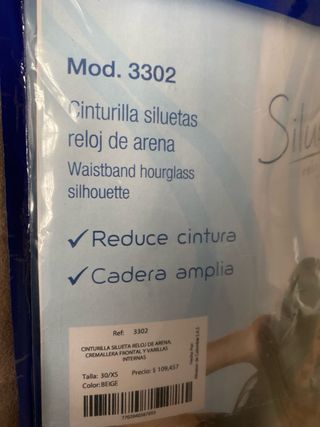 Mod. 3302
Cinturilla siluetas
reloj de arena
Waistband hourglass
silhouette
✓ Reduce cintura
✓ Cadera amplia
Ref: 3302
CINTURILLA SILUETA RELOJ DE ARENA,
CREMALLERA FRONTAL Y VARILLAS
INTERNAS
Talla: 30/XS Precio: $ 109,457
Color:BEIGE